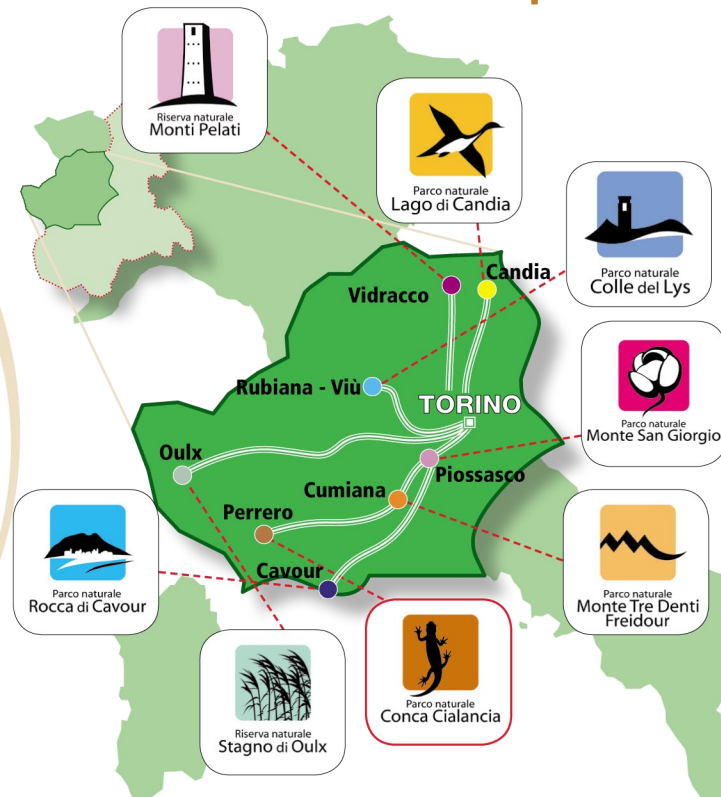 Riserva naturale
Monti Pelati
Parco naturale
Lago di Candia
Parco naturale
Colle del Lys
Vidracco
Candia
Rubiana - Viù
TORINO
Parco naturale
Monte San Giorgio
Oulx
Piossasco
Cumiana
Perrero
Cavour
Parco naturale
Rocca di Cavour
Parco naturale
Monte Tre Denti
Freidour
Riserva naturale
Stagno di Oulx
Parco naturale
Conca Cialancia